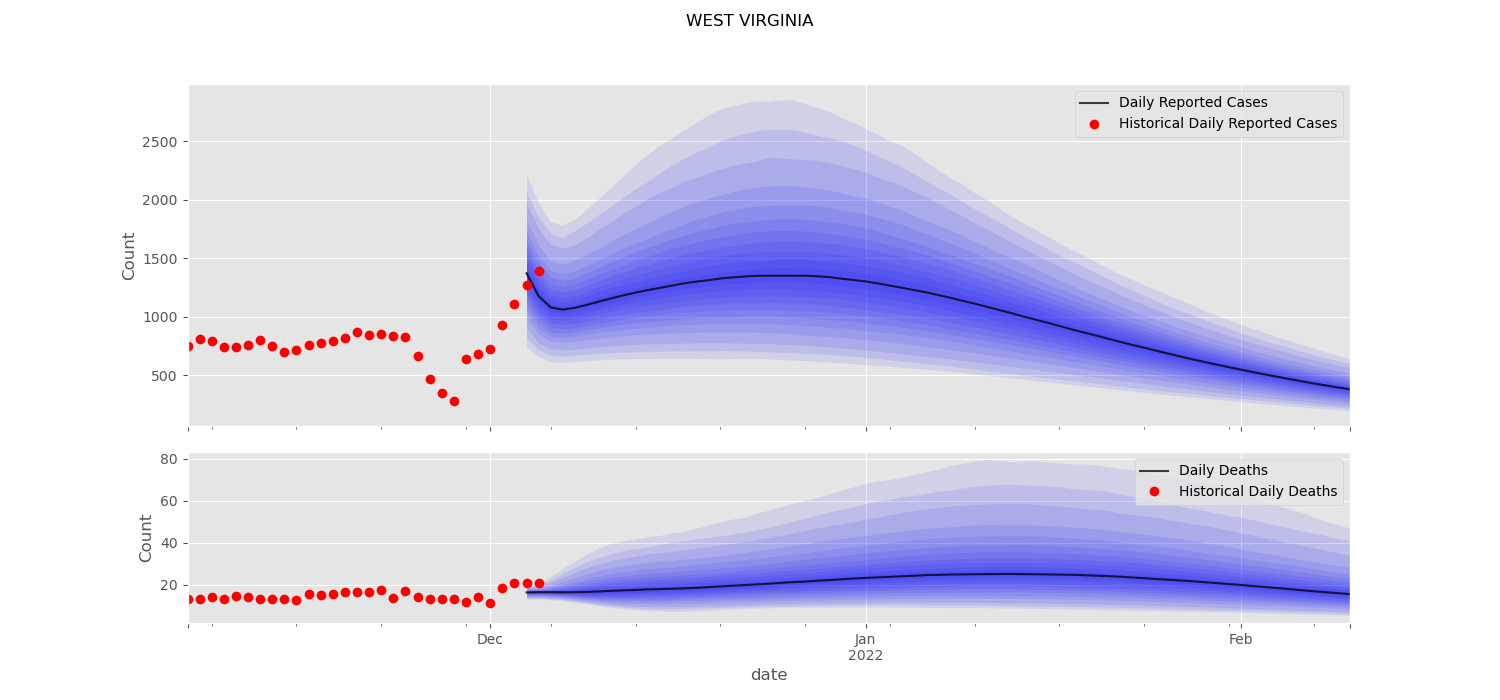 WEST VIRGINIA
Daily Reported Cases
Historical Daily Reported Cases
2500
2000
1500
1000
500
Count
Daily Deaths
Historical Daily Deaths
80
60
40
20
Count
Dec
Jan
2022
Feb
date